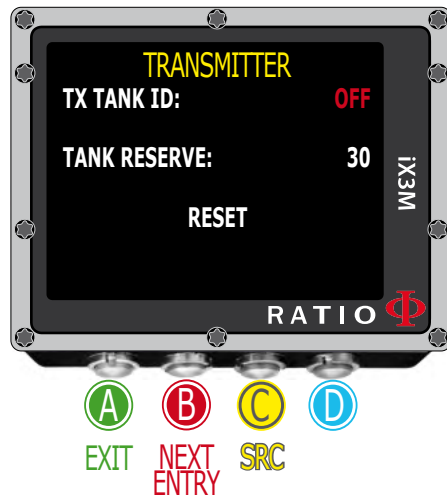 TRANSMITTER
TX TANK ID: OFF
TANK RESERVE: 30
RESET
iX3M
RATIO
A B C D
EXIT NEXT ENTRY SRC